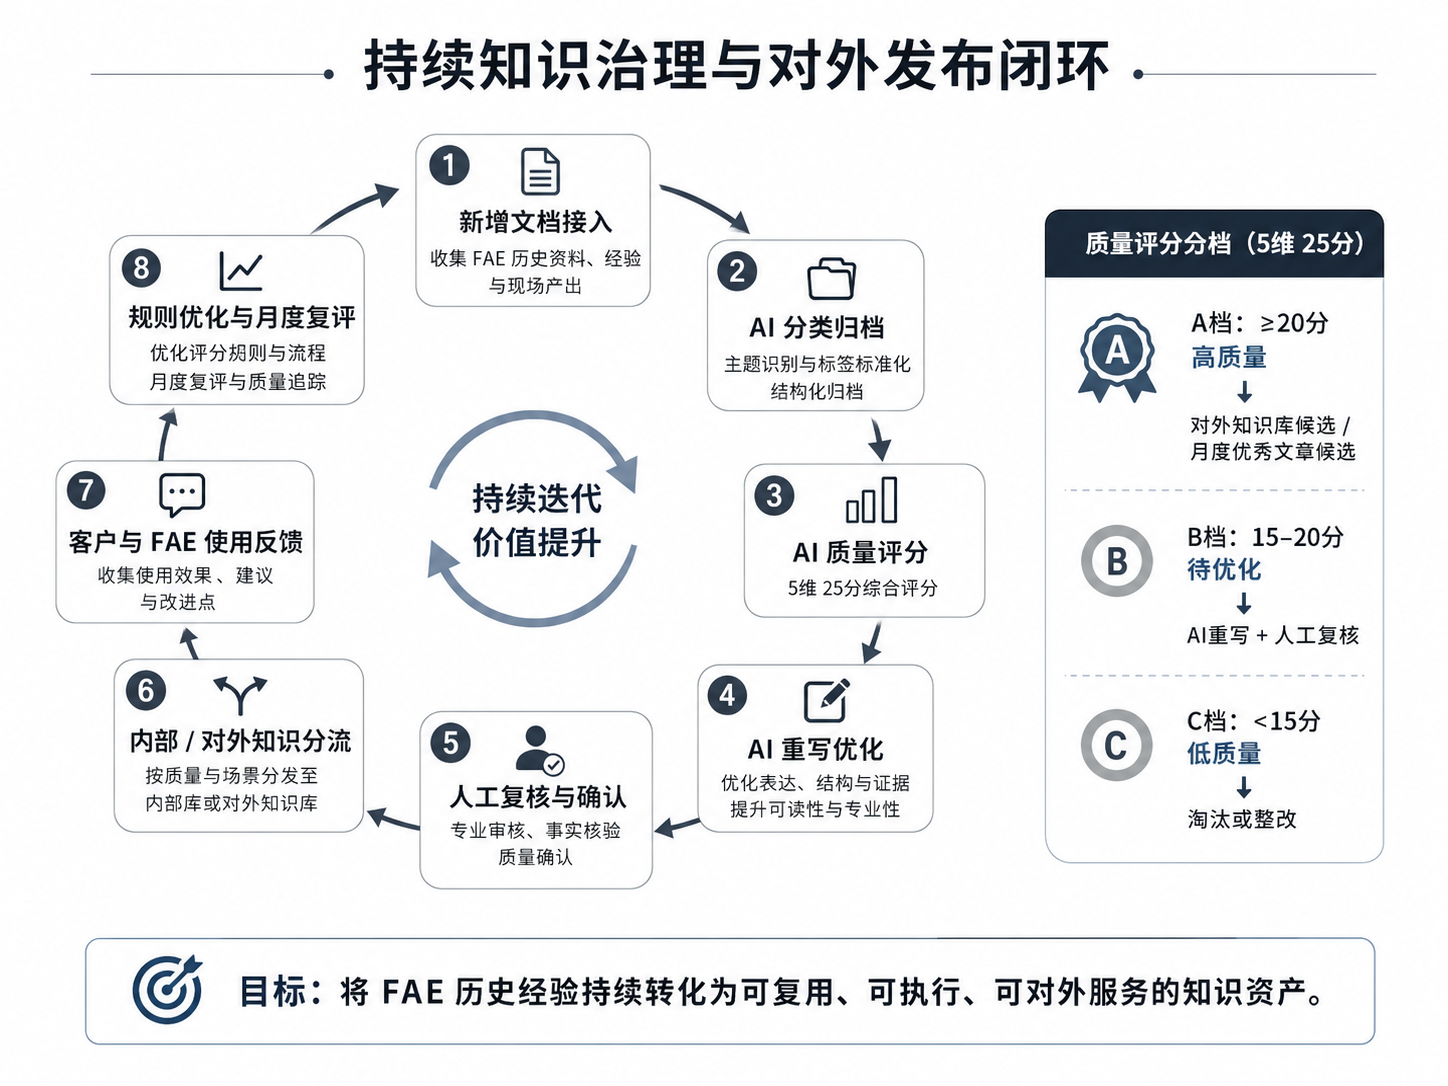 持续知识治理与对外发布闭环
1
新增文档接入
收集 FAE 历史资料、经验
与现场产出
2
AI 分类归档
主题识别与标签标准化
结构化归档
3
AI 质量评分
5维 25分综合评分
4
AI 重写优化
优化表达、结构与证据
提升可读性与专业性
5
人工复核与确认
专业审核、事实核验
质量确认
6
内部 / 对外知识分流
按质量与场景分发至
内部库或对外知识库
7
客户与 FAE 使用反馈
收集使用效果、建议
与改进点
8
规则优化与月度复评
优化评分规则与流程
月度复评与质量追踪
持续迭代
价值提升
质量评分分档（5维 25分）
A
A档：≥20分
高质量
对外知识库候选 /
月度优秀文章候选
B
B档：15–20分
待优化
AI重写 + 人工复核
C
C档：<15分
低质量
淘汰或整改
目标：将 FAE 历史经验持续转化为可复用、可执行、可对外服务的知识资产。